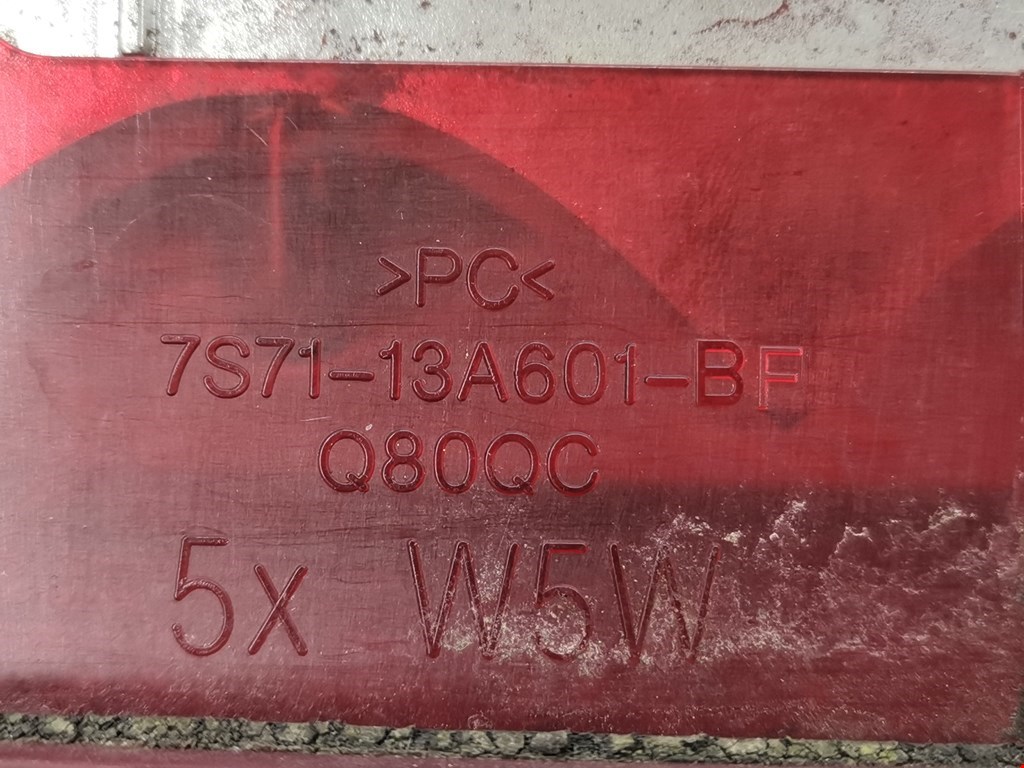 >PC<
7S71-13A601-BF
Q80QC
5x W5W